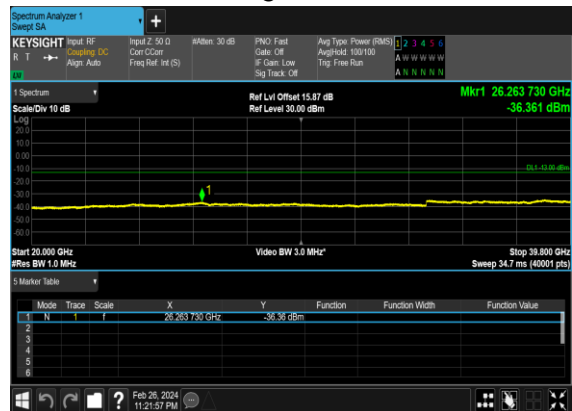 Spectrum Analyzer 1
Swept SA
+
KEYSIGHT
R T
LXI
Input: RF
Coupling: DC
Align: Auto
Input Z: 50 Ω
Corr CCorr
Freq Ref: Int (S)
#Atten: 30 dB
PNO: Fast
Gate: Off
IF Gain: Low
Sig Track: Off
Avg Type: Power (RMS)
Avg|Hold: 100/100
Trig: Free Run
1 2 3 4 5 6
A W W W W W
A N N N N N
1 Spectrum
Scale/Div 10 dB
Ref Lvl Offset 15.87 dB
Ref Level 30.00 dBm
Mkr1 26.263 730 GHz
-36.361 dBm
Log
20.0
10.0
0.00
-10.0
-20.0
-30.0
-40.0
-50.0
-60.0
DL1 -13.00 dBm
1
Start 20.000 GHz
#Res BW 1.0 MHz
Video BW 3.0 MHz*
Stop 39.800 GHz
Sweep 34.7 ms (40001 pts)
5 Marker Table
Mode Trace Scale X Y Function Function Width Function Value
1 N 1 f 26.263 730 GHz -36.36 dBm
2
3
4
5
6
?
Feb 26, 2024
11:21:57 PM